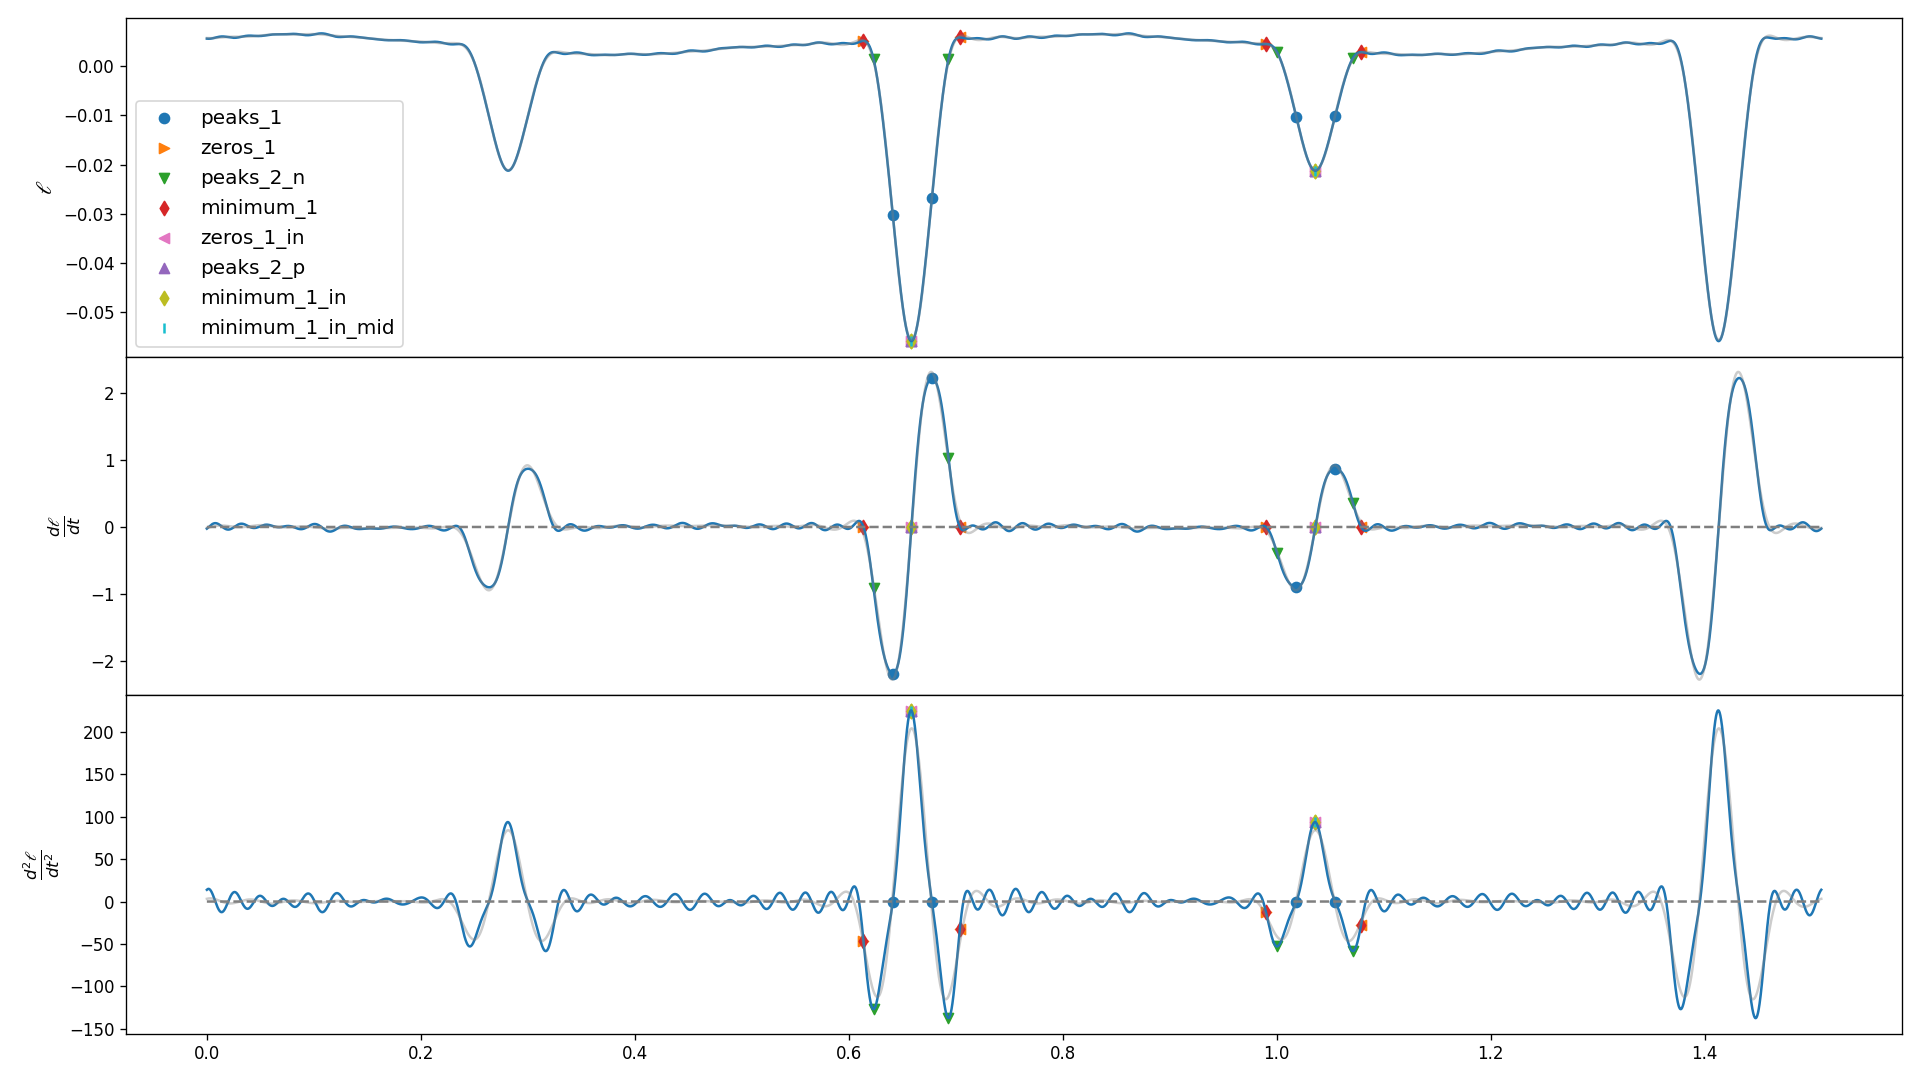 0.00
−0.01
−0.02
−0.03
−0.04
−0.05
ℓ
peaks_1
zeros_1
peaks_2_n
minimum_1
zeros_1_in
peaks_2_p
minimum_1_in
minimum_1_in_mid
2
1
0
−1
−2
dℓ
dt
200
150
100
50
0
−50
−100
−150
d²ℓ
dt²
0.0 0.2 0.4 0.6 0.8 1.0 1.2 1.4